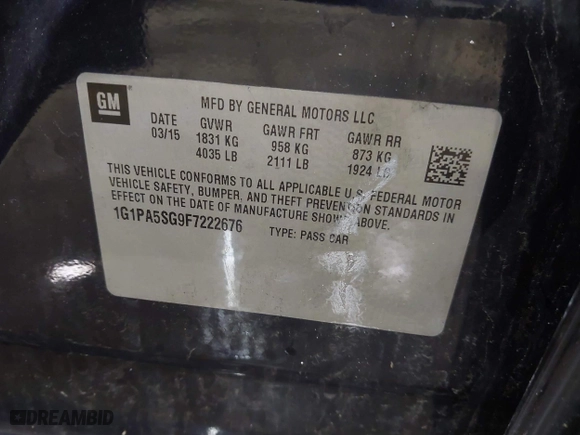 GM
MFD BY GENERAL MOTORS LLC
DATE GVWR GAWR FRT GAWR RR
03/15 1831 KG 958 KG 873 KG
4035 LB 2111 LB 1924 LB
THIS VEHICLE CONFORMS TO ALL APPLICABLE U.S. FEDERAL MOTOR
VEHICLE SAFETY, BUMPER, AND THEFT PREVENTION STANDARDS IN
EFFECT ON THE DATE OF MANUFACTURE SHOWN ABOVE.
1G1PA5SG9F7222676 TYPE: PASS CAR
DREAMBID